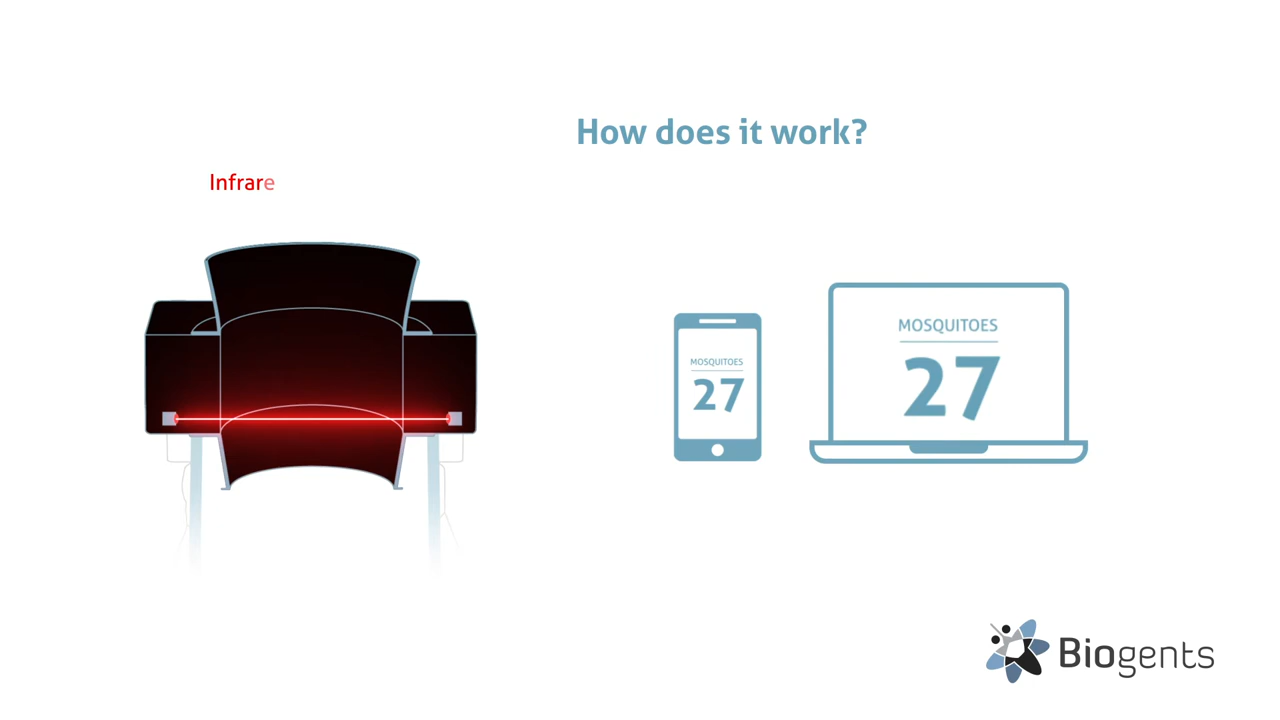 How does it work?
Infrare
MOSQUITOES
27
MOSQUITOES
27
Biogents